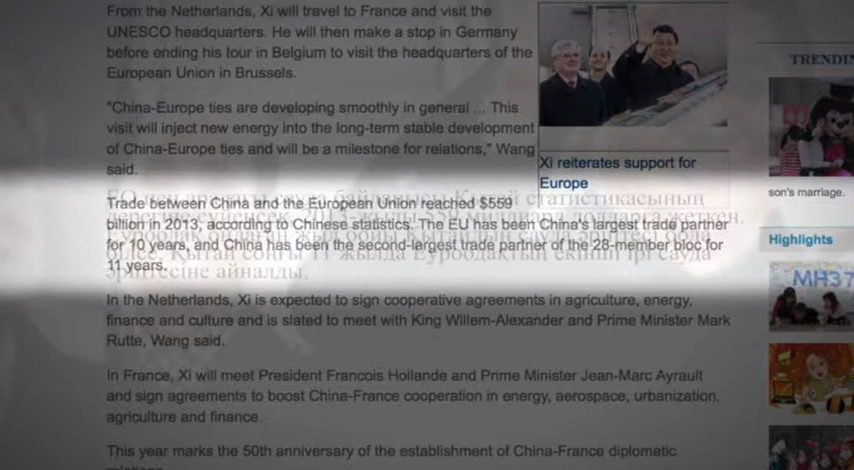 From the Netherlands, Xi will travel to France and visit the
UNESCO headquarters. He will then make a stop in Germany
before ending his tour in Belgium to visit the headquarters of the
European Union in Brussels.
"China-Europe ties are developing smoothly in general ... This
visit will inject new energy into the long-term stable development
of China-Europe ties and will be a milestone for relations," Wang
said.
Xi reiterates support for
Europe
Trade between China and the European Union reached $559
billion in 2013, according to Chinese statistics. The EU has been China's largest trade partner
for 10 years, and China has been the second-largest trade partner of the 28-member bloc for
11 years.
статистикасының
долларға жеткен.
сауда
айналды.
In the Netherlands, Xi is expected to sign cooperative agreements in agriculture, energy,
finance and culture and is slated to meet with King Willem-Alexander and Prime Minister Mark
Rutte, Wang said.
In France, Xi will meet President Francois Hollande and Prime Minister Jean-Marc Ayrault
and sign agreements to boost China-France cooperation in energy, aerospace, urbanization,
agriculture and finance.
This year marks the 50th anniversary of the establishment of China-France diplomatic
son's marriage.
Highlights